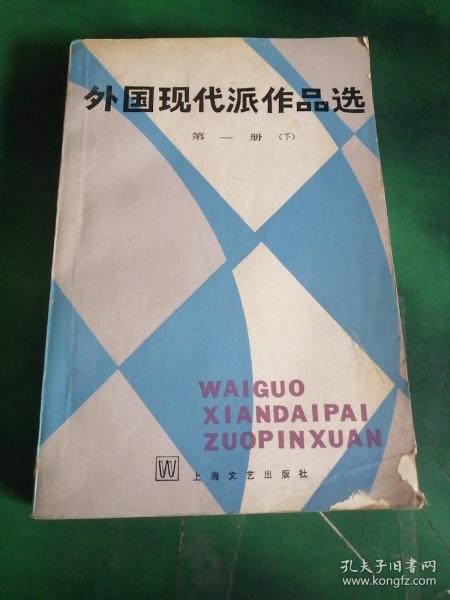 外国现代派作品选
第一册(下)
WAIGUO
XIANDAIPAI
ZUOPINXUAN
W 上海文艺出版社
孔夫子旧书网
www.kongfz.com